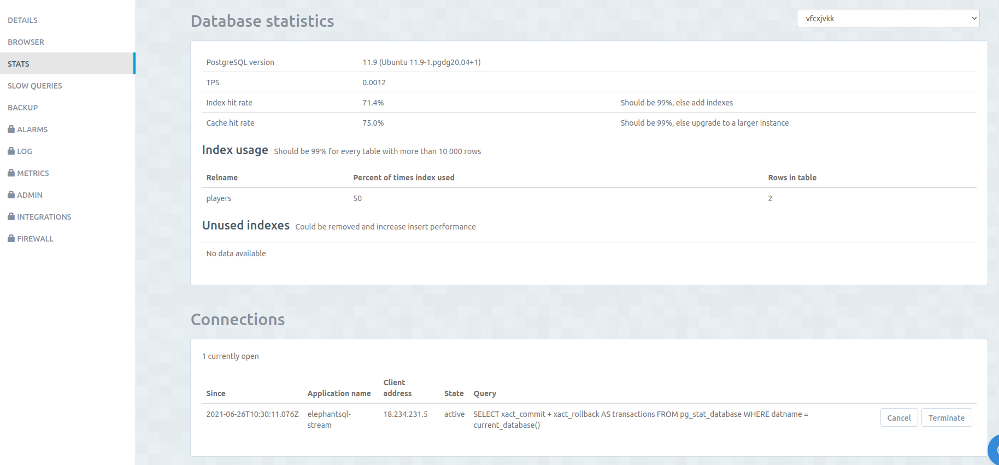 DETAILS
BROWSER
STATS
SLOW QUERIES
BACKUP
ALARMS
LOG
METRICS
ADMIN
INTEGRATIONS
FIREWALL
Database statistics
vfcxjvkk
PostgreSQL version 11.9 (Ubuntu 11.9-1.pgdg20.04+1)
TPS 0.0012
Index hit rate 71.4% Should be 99%, else add indexes
Cache hit rate 75.0% Should be 99%, else upgrade to a larger instance
Index usage Should be 99% for every table with more than 10 000 rows
Relname Percent of times index used Rows in table
players 50 2
Unused indexes Could be removed and increase insert performance
No data available
Connections
1 currently open
Since Application name Client address State Query
2021-06-26T10:30:11.076Z elephantsql-stream 18.234.231.5 active SELECT xact_commit + xact_rollback AS transactions FROM pg_stat_database WHERE datname =
current_database()
Cancel Terminate